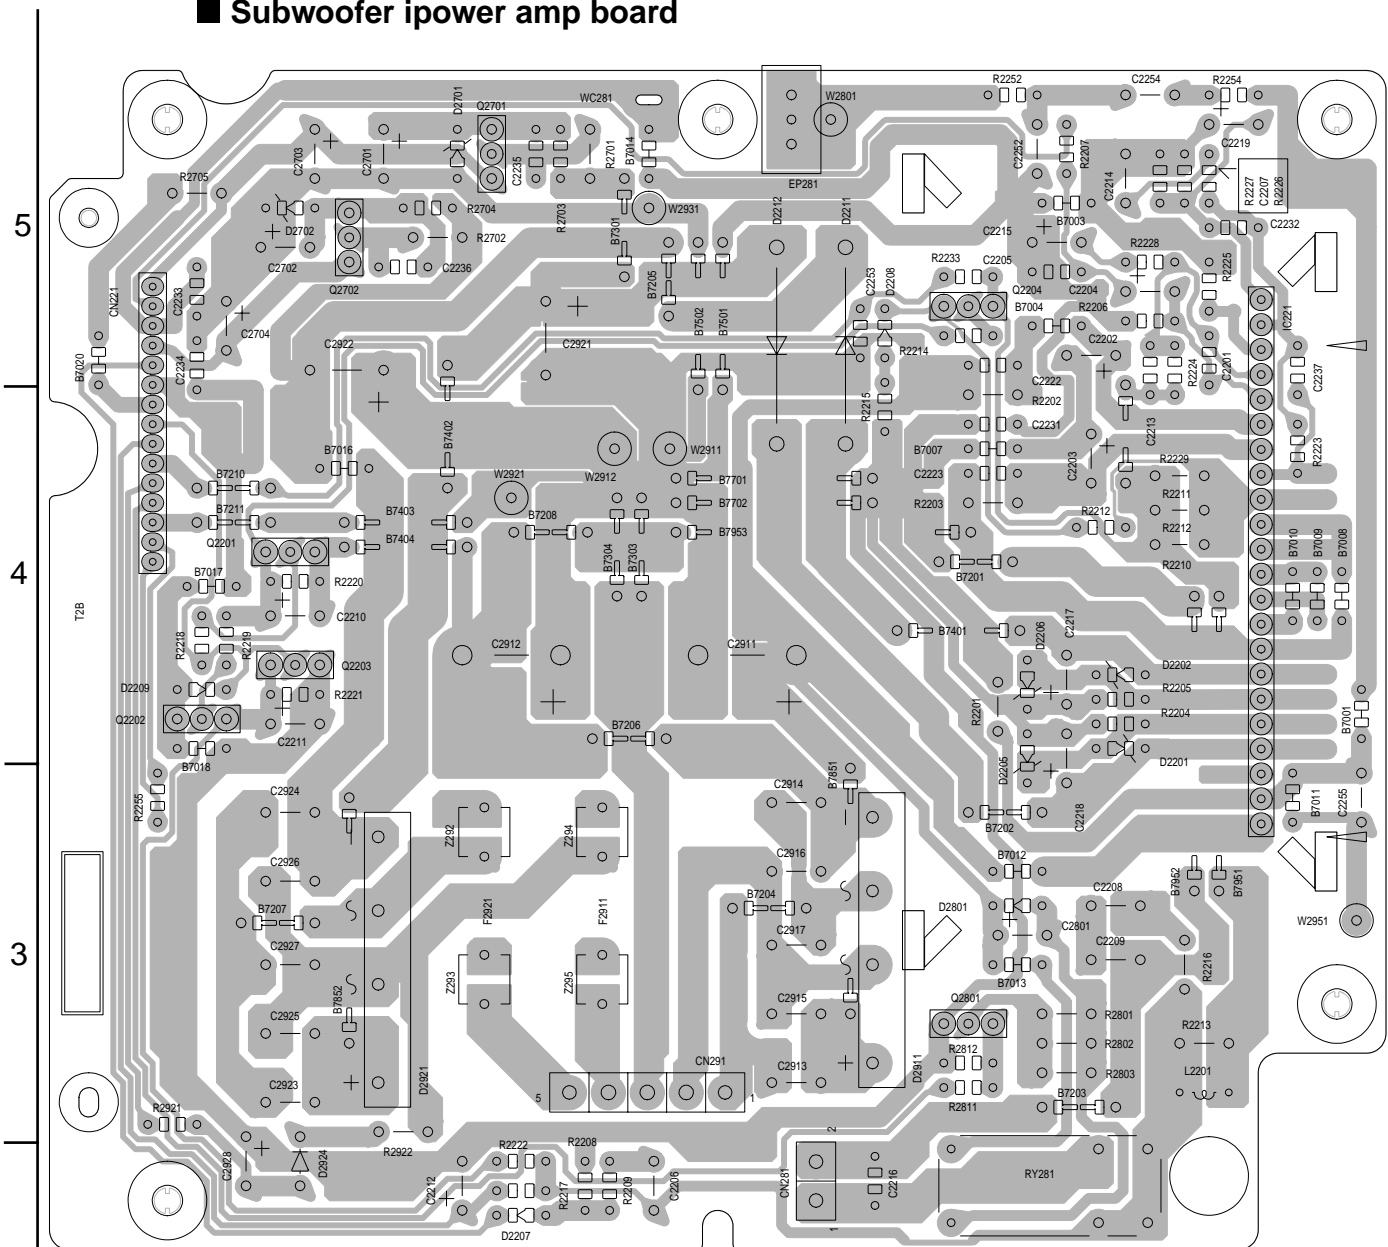 ■ Subwoofer ipower amp board
R2252
C2254
R2254
D2701
Q2701
WC281
W2801
C2703
C2701
C2235
R2701
B7014
C2252
R2207
C2219
C2214
R2705
EP281
R2227
C2207
R2226
R2703
W2931
D2212
D2211
B7003
C2232
5
D2702
R2704
R2702
B7301
C2215
R2228
C2702
C2236
R2233
C2205
R2225
Q2702
B7205
C2253
D2208
Q2204
C2204
CN221
C2233
B7502
B7501
B7004
R2206
IC221
C2704
C2922
C2921
R2214
C2202
B7020
C2234
C2222
R2224
C2201
C2237
R2215
R2202
C2231
C2213
B7402
B7016
W2912
W2911
B7007
C2203
R2223
B7210
W2921
B7701
C2223
R2229
B7211
B7403
B7208
B7702
R2203
R2211
R2212
R2212
Q2201
B7404
B7953
B7304
B7303
R2210
B7010
B7009
B7008
4
B7017
R2220
B7201
T2B
C2210
R2218
R2219
C2912
C2911
B7401
D2206
C2217
Q2203
D2202
D2209
R2221
R2205
Q2202
C2211
R2201
R2204
B7206
B7001
B7018
D2205
D2201
R2255
C2924
C2914
B7851
B7011
C2255
Z292
Z294
B7202
C2218
C2926
C2916
B7012
B7952
B7951
B7207
F2921
F2911
B7204
D2801
C2208
W2951
C2927
C2917
C2801
C2209
3
R2216
B7852
Z293
Z295
B7013
C2925
C2915
Q2801
R2801
R2213
R2802
CN291
R2812
C2923
D2921
C2913
D2911
R2803
L2201
5
1
R2811
B7203
R2921
2
C2928
D2924
R2922
R2222
R2208
C2212
R2217
R2209
C2206
CN281
C2216
RY281
D2207
1